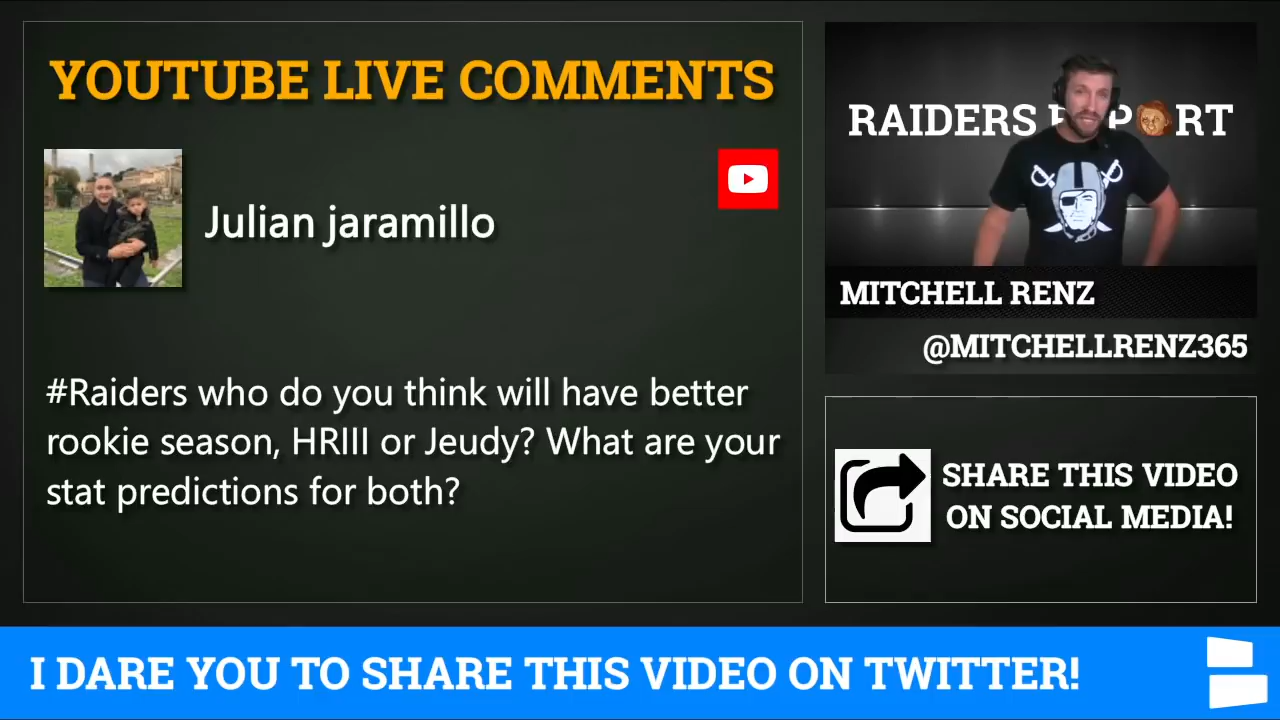 YOUTUBE LIVE COMMENTS
Julian jaramillo
#Raiders who do you think will have better
rookie season, HRIII or Jeudy? What are your
stat predictions for both?
RAIDERS RT
MITCHELL RENZ
@MITCHELLRENZ365
SHARE THIS VIDEO
ON SOCIAL MEDIA!
I DARE YOU TO SHARE THIS VIDEO ON TWITTER!